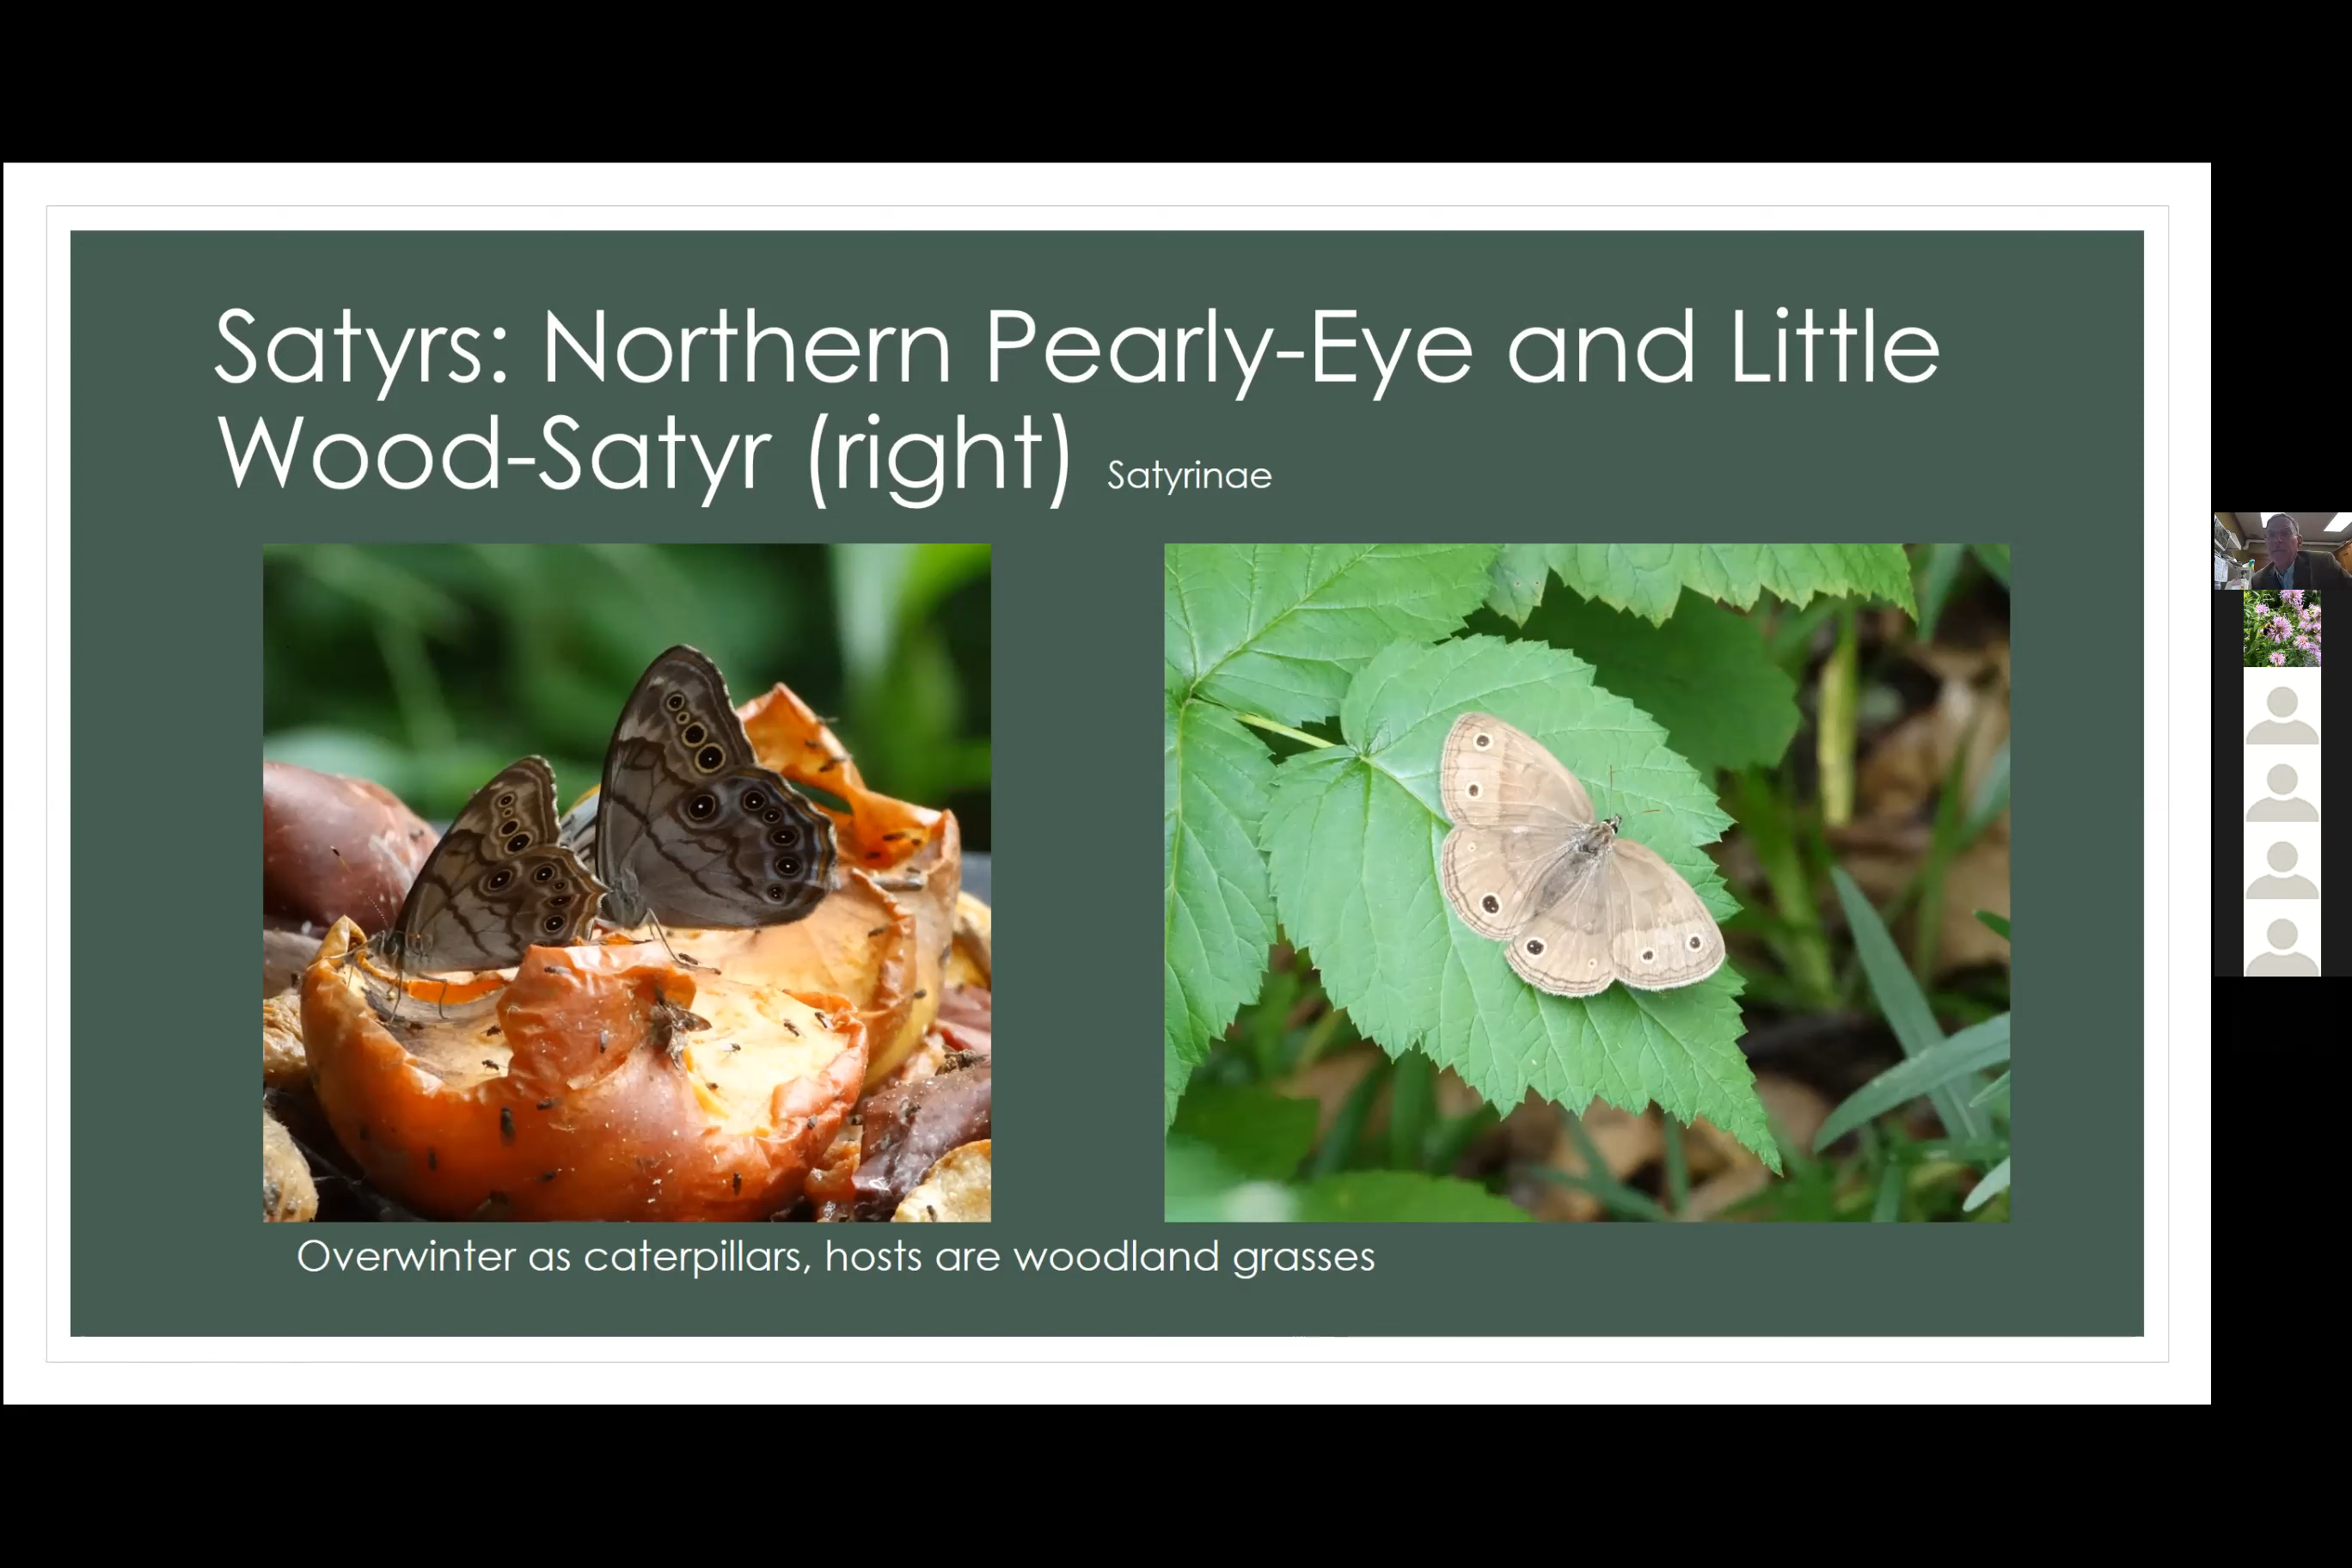 Satyrs: Northern Pearly-Eye and Little
Wood-Satyr (right) Satyrinae
Overwinter as caterpillars, hosts are woodland grasses